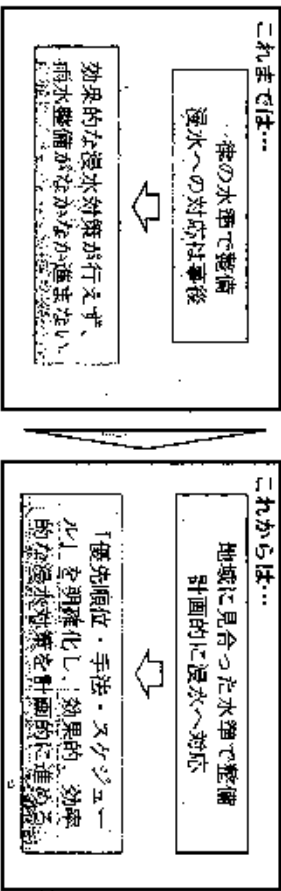 これまでは…
一律の水準で整備
浸水への対応は事後
効果的な浸水対策が行えず、
雨水整備がなかなか進まない
これからは…
地域に見合った水準で整備
計画的に浸水へ対応
「優先順位・手法・スケジュー
ル」を明確化し、効果的、効率
的な浸水対策を計画的に進める